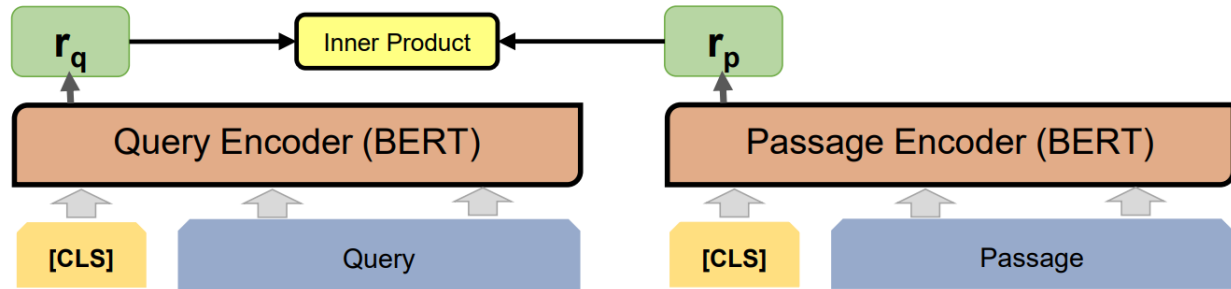 r_q
Inner Product
r_p
Query Encoder (BERT)
Passage Encoder (BERT)
[CLS]
Query
[CLS]
Passage